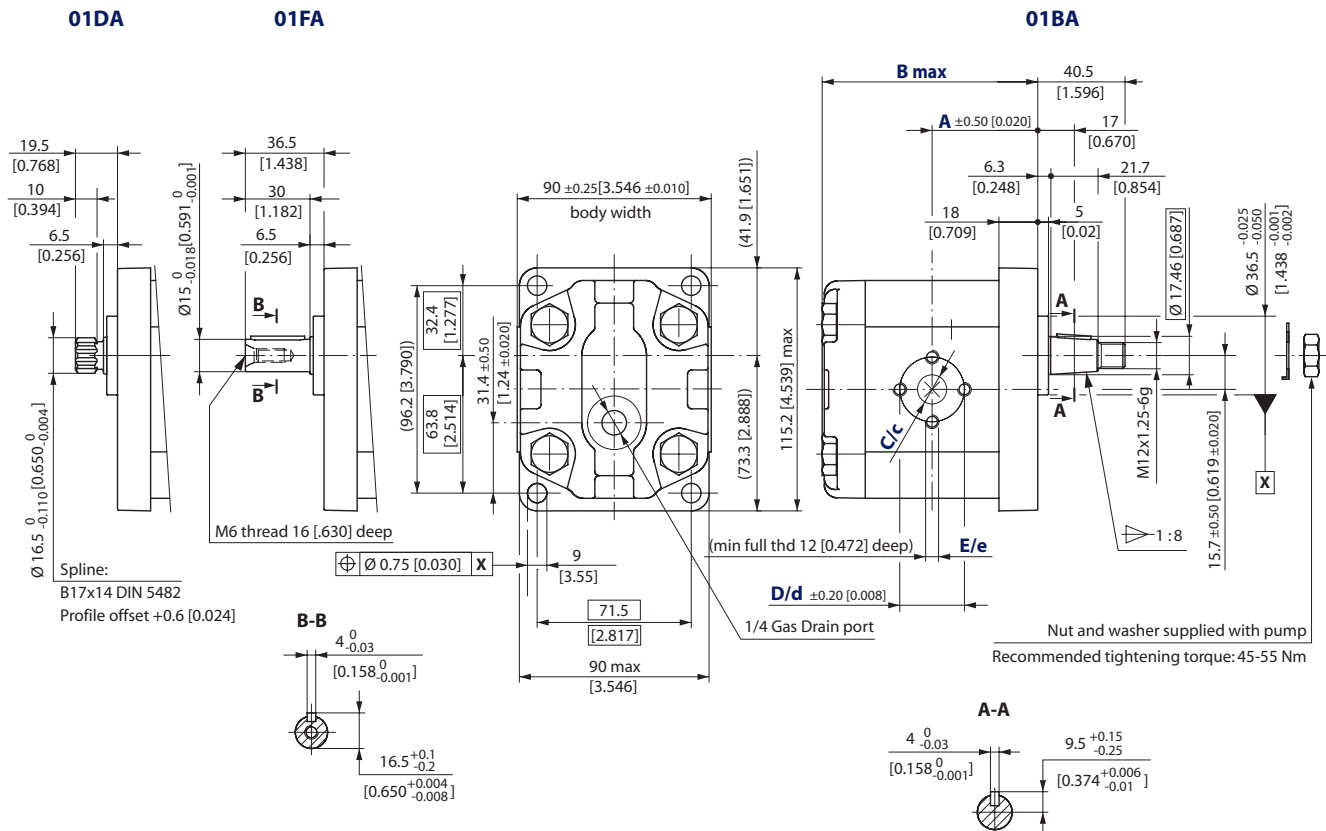 01DA
01FA
01BA
19.5
[0.768]
10
[0.394]
6.5
[0.256]
Ø 16.5 0 -0.110 [0.650 0 -0.004]
Spline:
B17x14 DIN 5482
Profile offset +0.6 [0.024]
36.5
[1.438]
30
[1.182]
6.5
[0.256]
Ø15 0 -0.018 [0.591 0 -0.001]
B
B
M6 thread 16 [.630] deep
90 ±0.25[3.546 ±0.010]
body width
(41.9 [1.651])
32.4
[1.277]
(96.2 [3.790])
63.8
[2.514]
31.4 ±0.50
[1.24 ±0.020]
(73.3 [2.888])
115.2 [4.539] max
Ø 0.75 [0.030] X
9
[3.55]
71.5
[2.817]
90 max
[3.546]
1/4 Gas Drain port
B max
40.5
[1.596]
A ±0.50 [0.020]
17
[0.670]
6.3
[0.248]
21.7
[0.854]
18
[0.709]
5
[0.02]
Ø 17.46 [0.687]
Ø 36.5 -0.025 -0.050
[1.438 -0.001 -0.002]
A
A
C/c
M12x1.25-6g
15.7 ±0.50 [0.619 ±0.020]
X
1:8
(min full thd 12 [0.472] deep)
E/e
D/d ±0.20 [0.008]
Nut and washer supplied with pump
Recommended tightening torque: 45-55 Nm
B-B
4 0 -0.03
[0.158 0 -0.001]
16.5 +0.1 -0.2
[0.650 +0.004 -0.008]
A-A
4 0 -0.03
[0.158 0 -0.001]
9.5 +0.15 -0.25
[0.374 +0.006 -0.01]